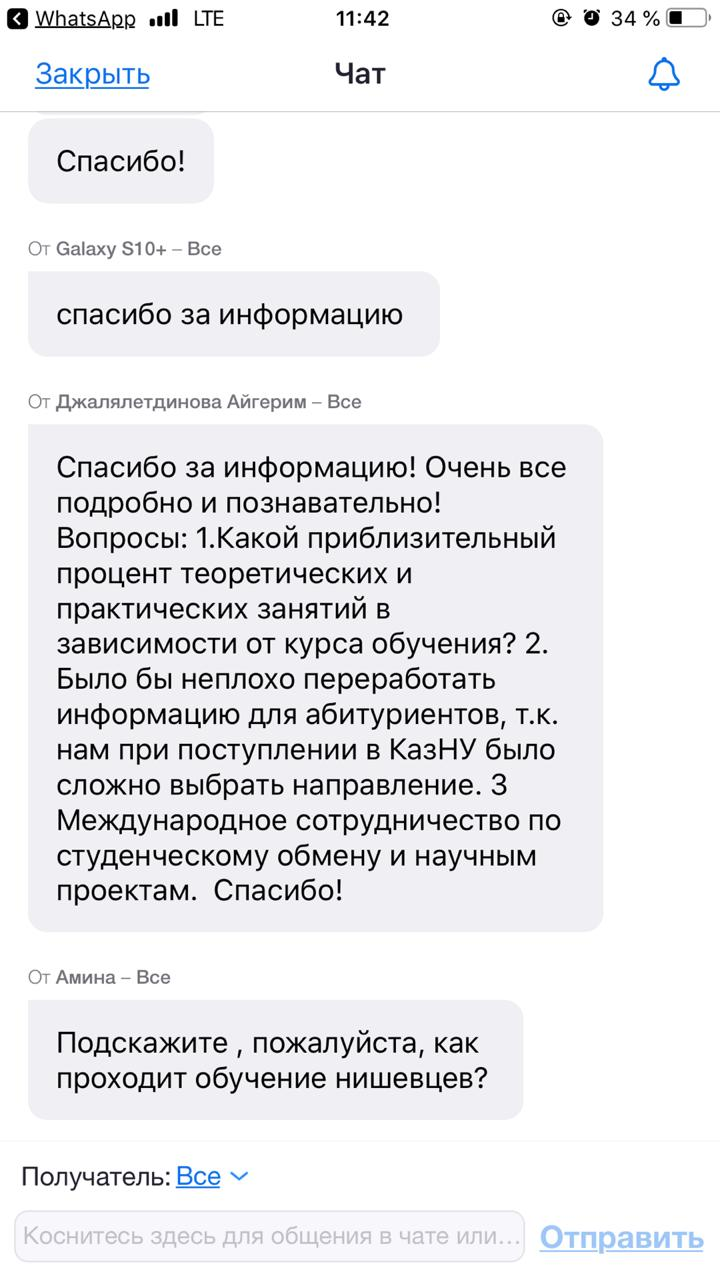 WhatsApp LTE 11:42 34 %
Закрыть Чат
Спасибо!
От Galaxy S10+ – Все
спасибо за информацию
От Джалялетдинова Айгерим – Все
Спасибо за информацию! Очень все
подробно и познавательно!
Вопросы: 1.Какой приблизительный
процент теоретических и
практических занятий в
зависимости от курса обучения? 2.
Было бы неплохо переработать
информацию для абитуриентов, т.к.
нам при поступлении в КазНУ было
сложно выбрать направление. 3
Международное сотрудничество по
студенческому обмену и научным
проектам.  Спасибо!
От Амина – Все
Подскажите , пожалуйста, как
проходит обучение нишевцев?
Получатель: Все
Коснитесь здесь для общения в чате или... Отправить